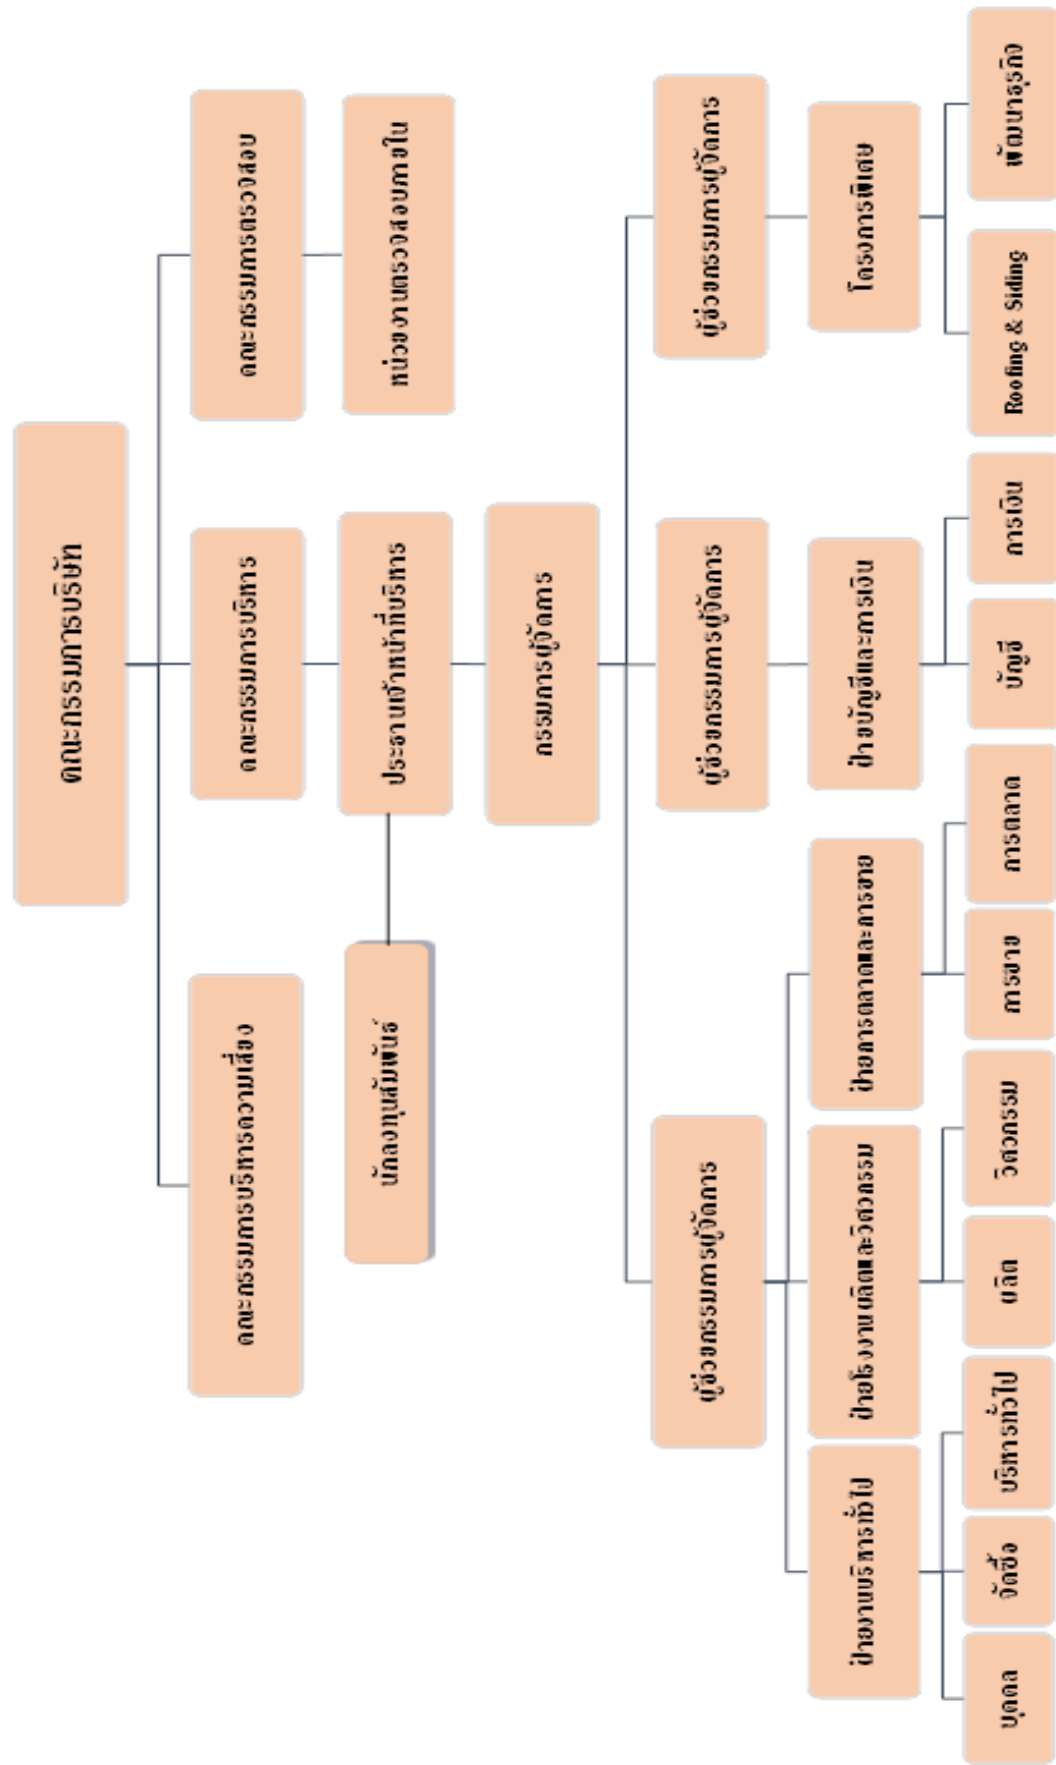 คณะกรรมการบริษัท
คณะกรรมการบริหารความเสี่ยง
คณะกรรมการบริหาร
คณะกรรมการตรวจสอบ
นักลงทุนสัมพันธ์
ประธานเจ้าหน้าที่บริหาร
หน่วยงานตรวจสอบภายใน
กรรมการผู้จัดการ
ผู้ช่วยกรรมการผู้จัดการ
ผู้ช่วยกรรมการผู้จัดการ
ผู้ช่วยกรรมการผู้จัดการ
ฝ่ายงานบริหารทั่วไป
ฝ่ายโรงงานผลิตและวิศวกรรม
ฝ่ายการตลาดและการขาย
ฝ่ายบัญชีและการเงิน
โครงการพิเศษ
บุคคล
จัดซื้อ
บริหารทั่วไป
ผลิต
วิศวกรรม
การขาย
การตลาด
บัญชี
การเงิน
Roofing & Siding
พัฒนาธุรกิจ